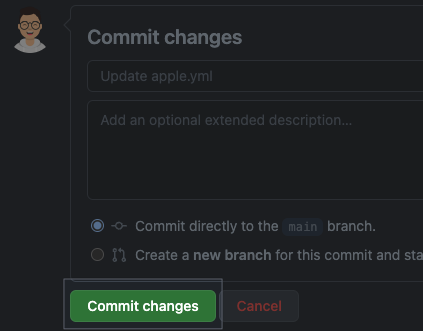 Commit changes
Update apple.yml
Add an optional extended description...
Commit directly to the main branch.
Create a new branch for this commit and sta
Commit changes
Cancel